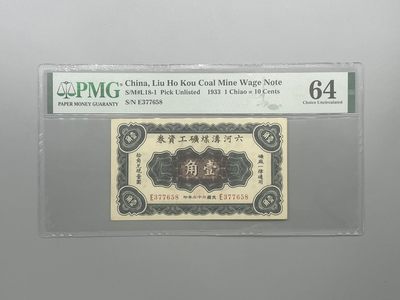 PMG
PAPER MONEY GUARANTY
China, Liu Ho Kou Coal Mine Wage Note
S/M#L18-1 Pick Unlisted 1933 1 Chiao = 10 Cents
S/N E377658
64
Choice Uncirculated
券資工礦煤溝河六
角壹
E377658
E377658